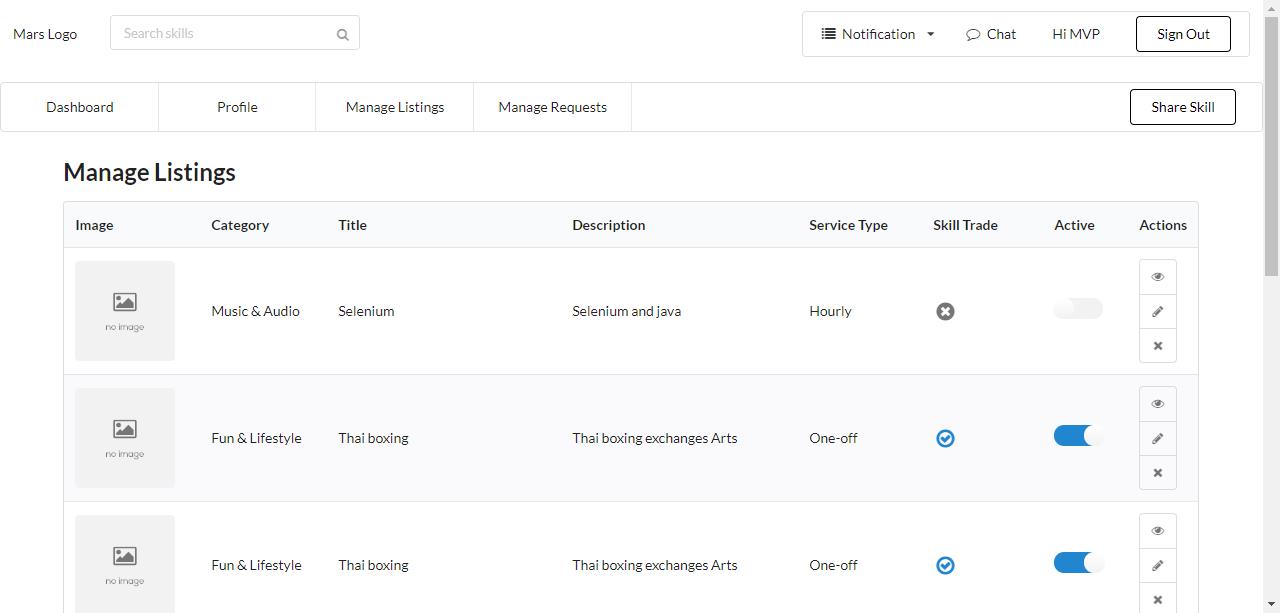 Mars Logo
Search skills
Notification
Chat
Hi MVP
Sign Out
Dashboard
Profile
Manage Listings
Manage Requests
Share Skill
Manage Listings
Image Category Title Description Service Type Skill Trade Active Actions
no image
Music & Audio Selenium Selenium and java Hourly
no image
Fun & Lifestyle Thai boxing Thai boxing exchanges Arts One-off
no image
Fun & Lifestyle Thai boxing Thai boxing exchanges Arts One-off